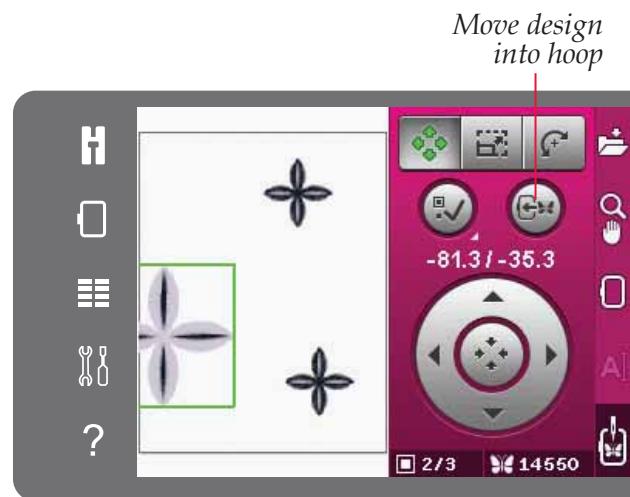 Move design
into hoop
-81.3 / -35.3
A
2/3
14550
?